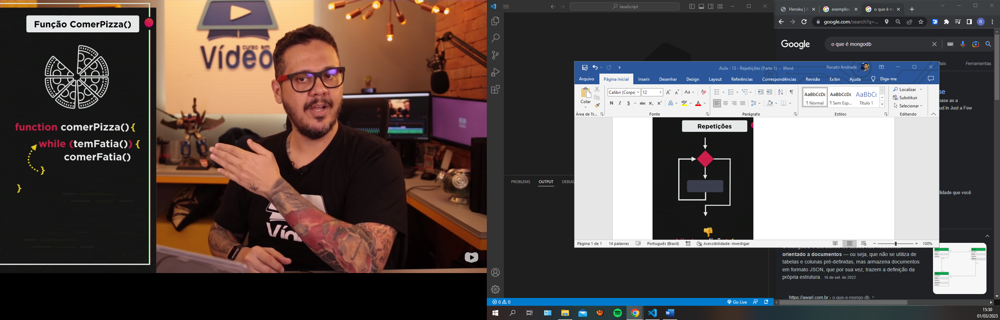 Função ComerPizza()
function comerPizza() {
while (temFatia()) {
comerFatia()
}
}
curso em
Vídeo
JavaScript
PROBLEMS
OUTPUT
DEBUG
0 0
Go Live
Heroku | A
exemplos
o que é m
google.com/search?q=...
R
Google
o que é mongodb
Mais
Ferramentas
se
base as a
ud in Just a Few
lidade que você
orientado a documentos — ou seja, que não se utiliza de
tabelas e colunas pré-definidas, mas armazena documentos
em formato JSON, que por sua vez, trazem a definição da
própria estrutura. 16 de set. de 2022
https://awari.com.br › o-que-e-mongo-db
Aula - 13 - Repetições (Parte 1) - Word
Renato Andrade
Arquivo
Página Inicial
Inserir
Desenhar
Design
Layout
Referências
Correspondências
Revisão
Exibir
Ajuda
Diga-me
Colar
Calibri (Corpo)
12
Aa
N I S abc x₂ x²
AaBbCcDc AaBbCcDc AaBbCc
¶ Normal
¶ Sem Esp...
Título 1
Localizar
Substituir
Selecionar
Área de Tr...
Fonte
Parágrafo
Estilos
Editando
Repetições
Página 1 de 1
14 palavras
Português (Brasil)
Acessibilidade: investigar
100%
15:30
01/03/2023